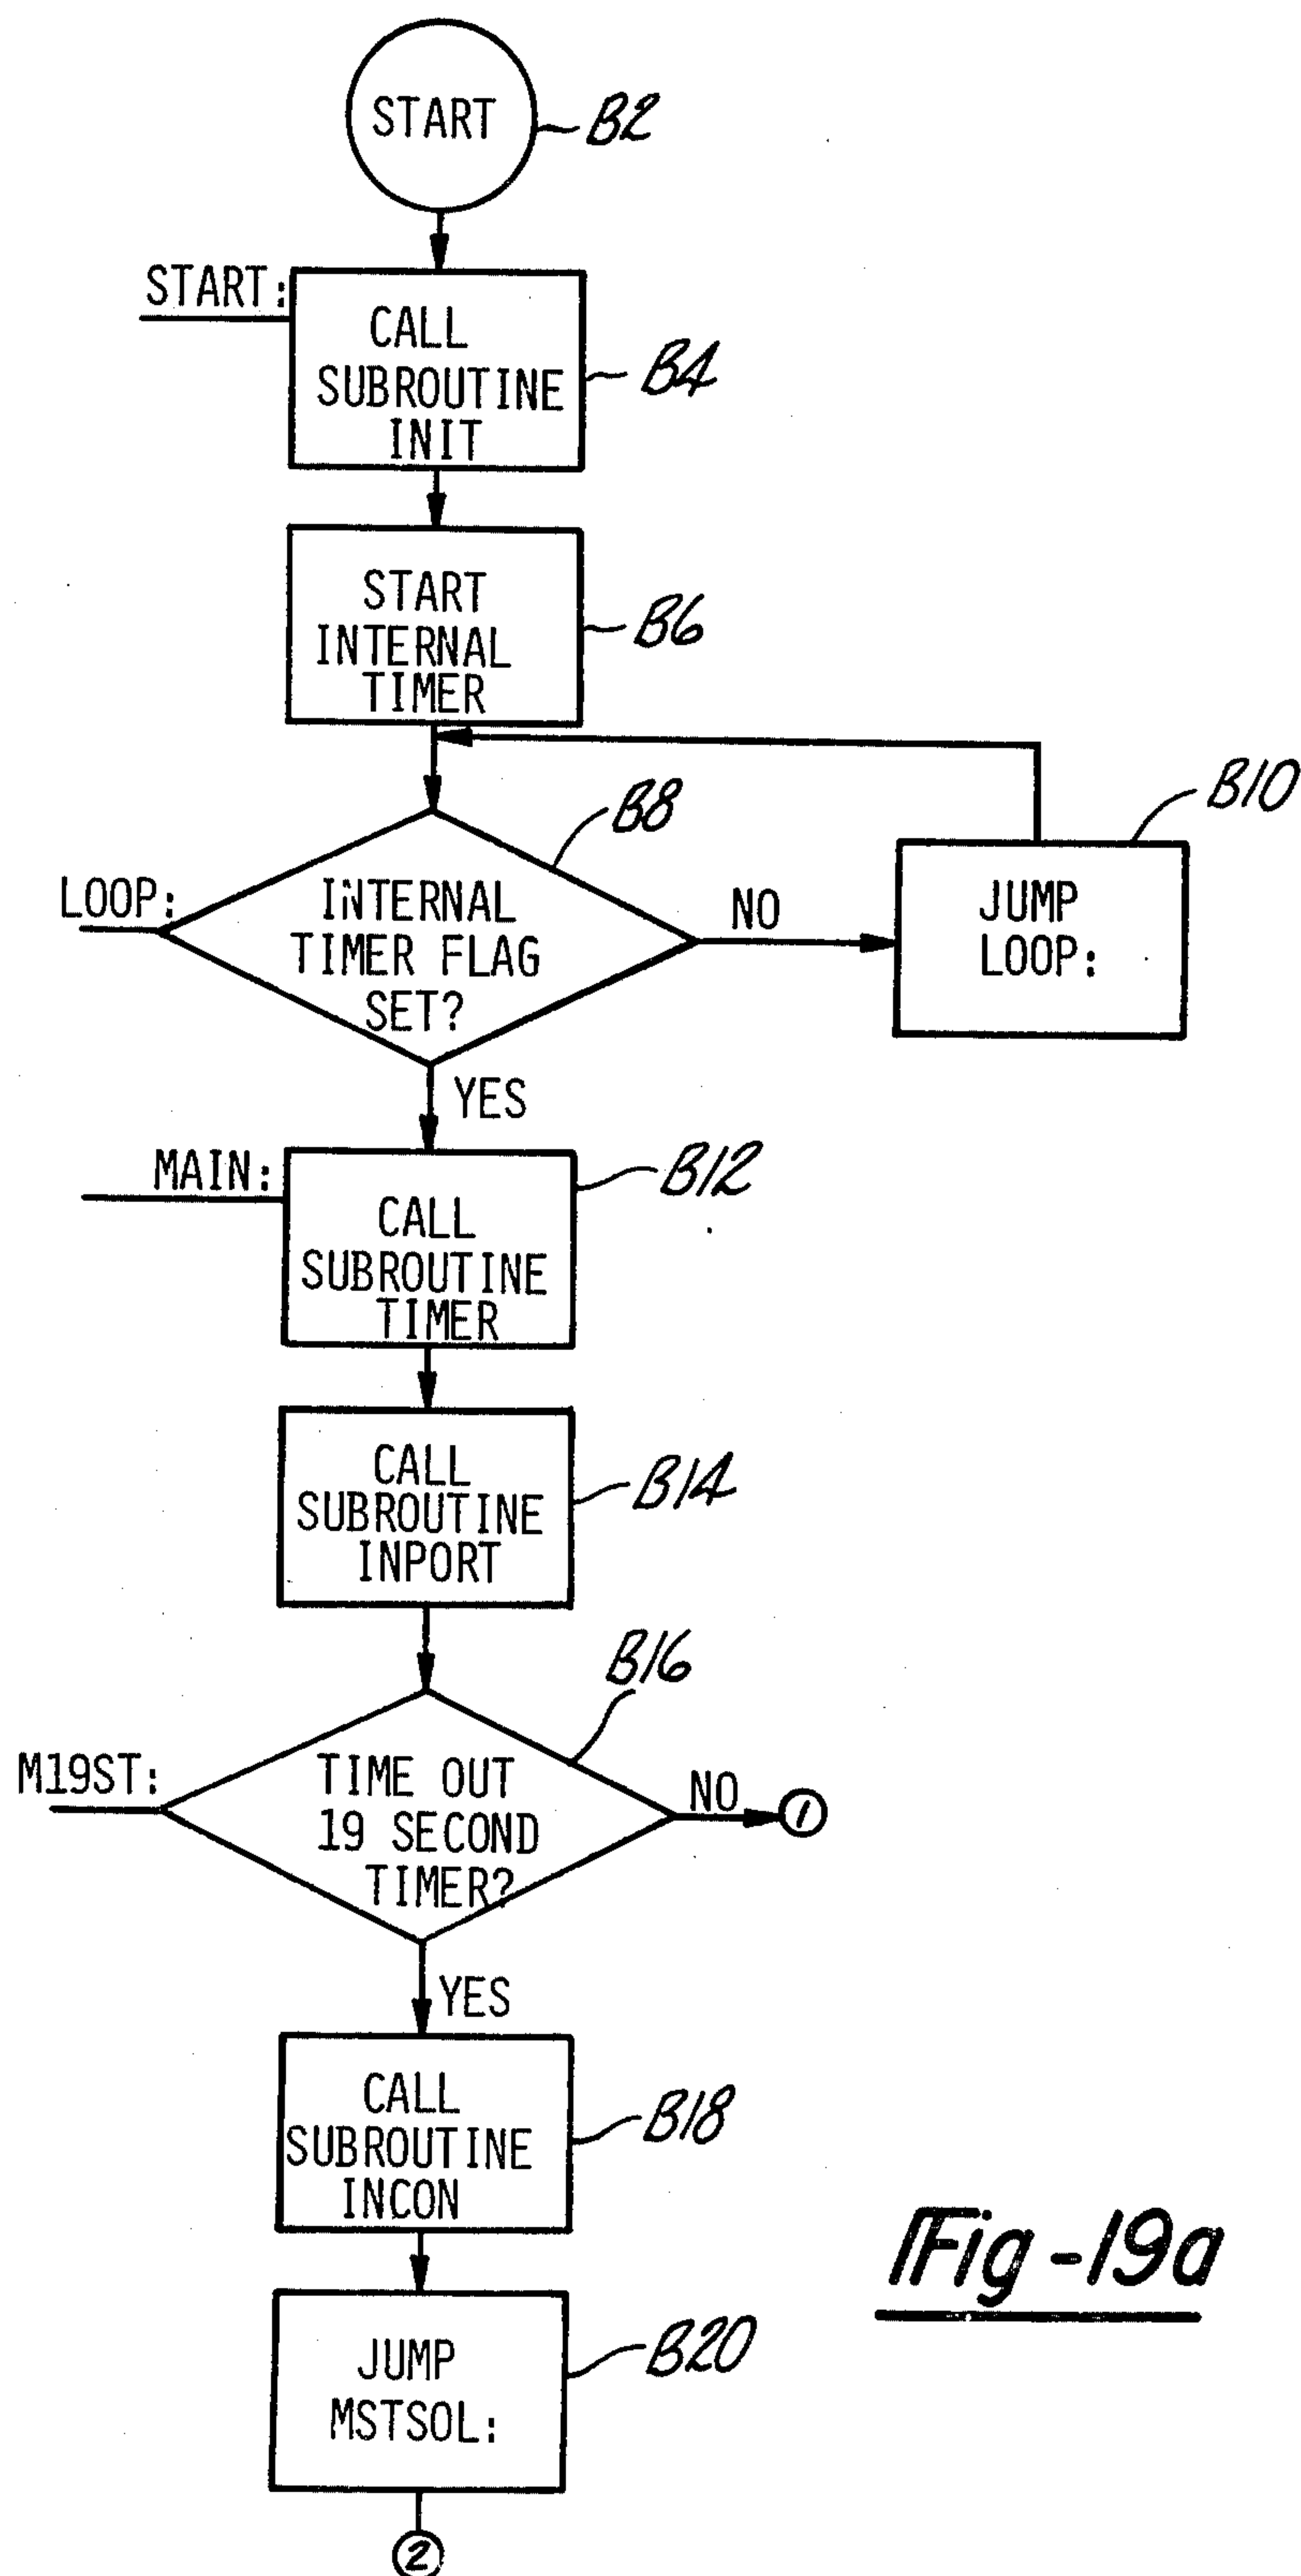 START
B2
START:
CALL
SUBROUTINE
INIT
B4
START
INTERNAL
TIMER
B6
B8
B10
LOOP:
INTERNAL
TIMER FLAG
SET?
NO
JUMP
LOOP:
YES
MAIN:
CALL
SUBROUTINE
TIMER
B12
CALL
SUBROUTINE
INPORT
B14
B16
M19ST:
TIME OUT
19 SECOND
TIMER?
NO
1
YES
CALL
SUBROUTINE
INCON
B18
JUMP
MSTSOL:
B20
2
Fig-19a